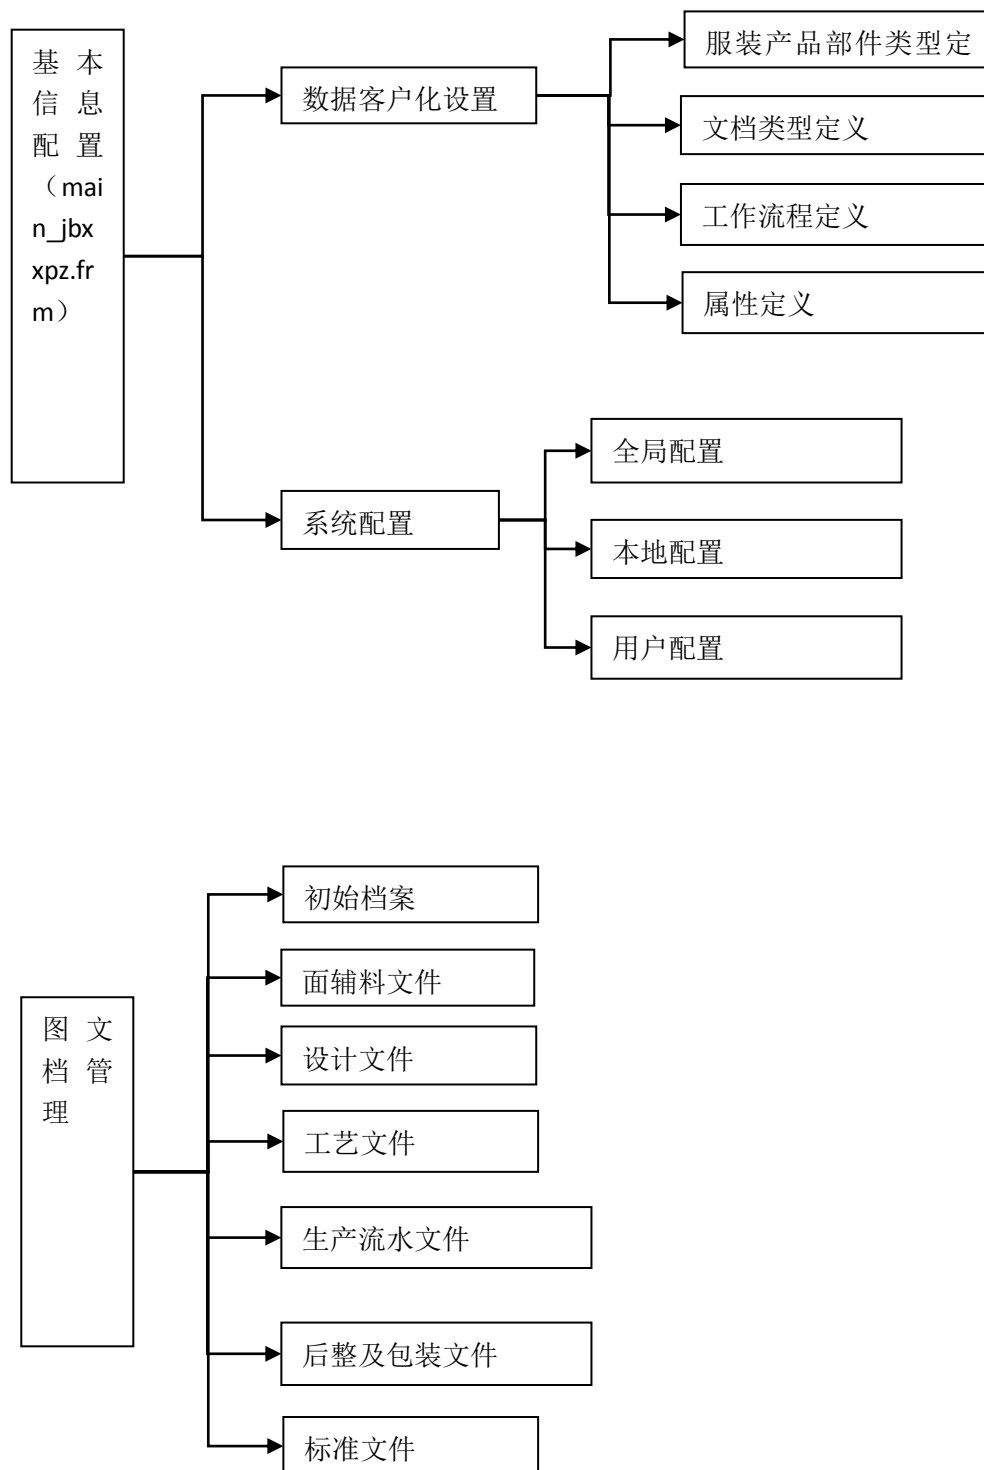 基本
信息
配置
（mai
n_jbx
xpz.fr
m）
数据客户化设置
服装产品部件类型定
文档类型定义
工作流程定义
属性定义
系统配置
全局配置
本地配置
用户配置
图文
档管
理
初始档案
面辅料文件
设计文件
工艺文件
生产流水文件
后整及包装文件
标准文件